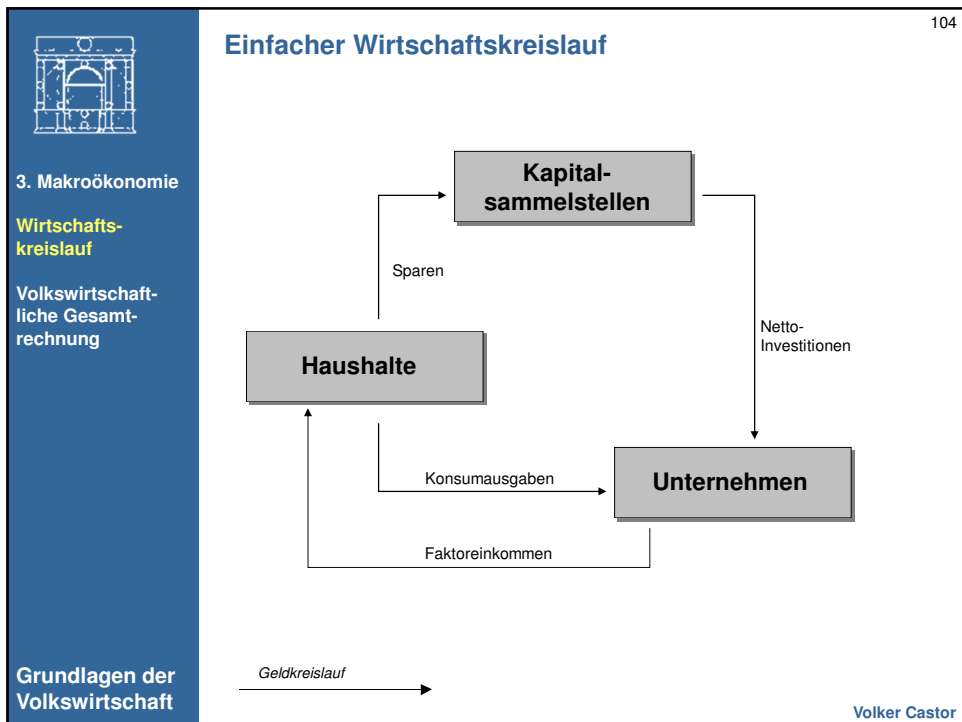 104
Einfacher Wirtschaftskreislauf
3. Makroökonomie
Wirtschafts-
kreislauf
Volkswirtschaft-
liche Gesamt-
rechnung
Kapital-
sammelstellen
Sparen
Netto-
Investitionen
Haushalte
Konsumausgaben
Unternehmen
Faktoreinkommen
Geldkreislauf
Grundlagen der
Volkswirtschaft
Volker Castor